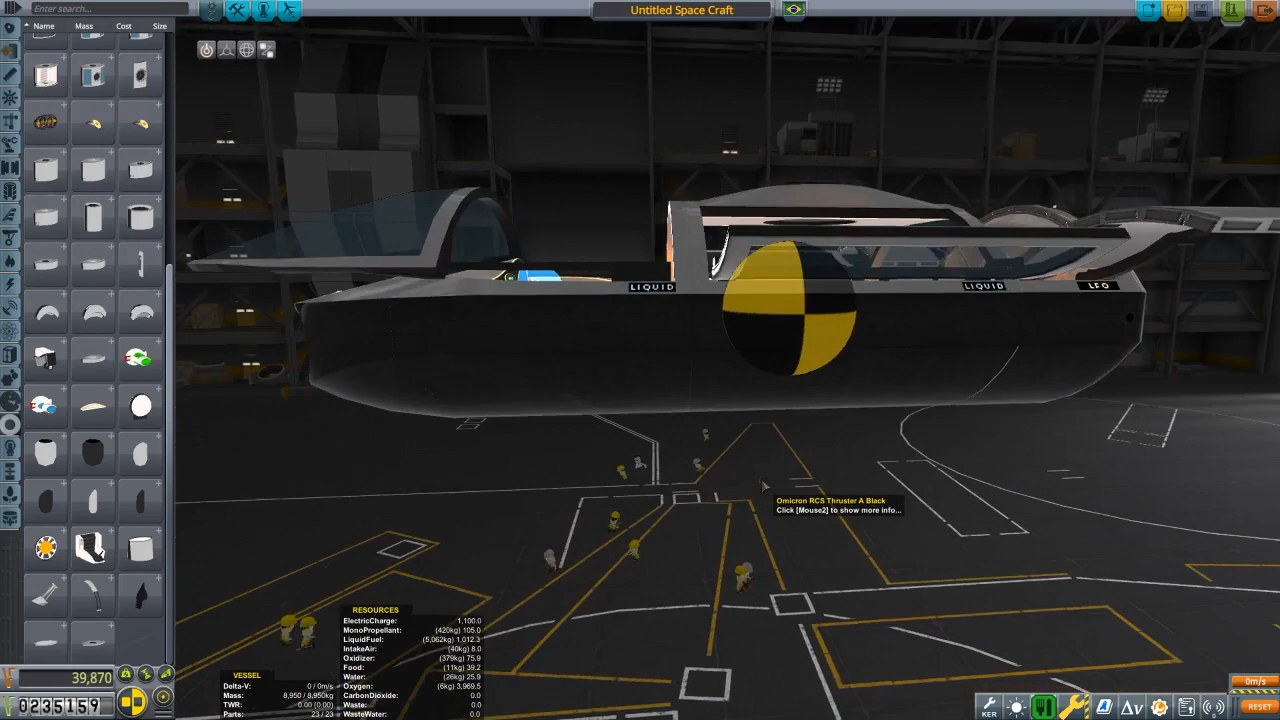 Enter search...
Name Mass Cost Size
Untitled Space Craft
LIQUID
LIQUID
LFO
Omicron RCS Thruster A Black
Click [Mouse2] to show more info...
RESOURCES
ElectricCharge: 1,100.0
MonoPropellant: (420kg) 105.0
LiquidFuel: (5,062kg) 1,012.3
IntakeAir: (40kg) 8.0
Oxidizer: (379kg) 75.9
Food: (11kg) 39.2
Water: (26kg) 25.9
Oxygen: (6kg) 3,989.5
CarbonDioxide: 0.0
Waste: 0.0
WasteWater: 0.0
VESSEL
Delta-V: 0 / 0m/s
Mass: 8,950 / 8,950kg
TWR: 0.00 (0.00)
Parts: 23 / 23
39,870
0235159
KER
Δv
0m/s
RESET